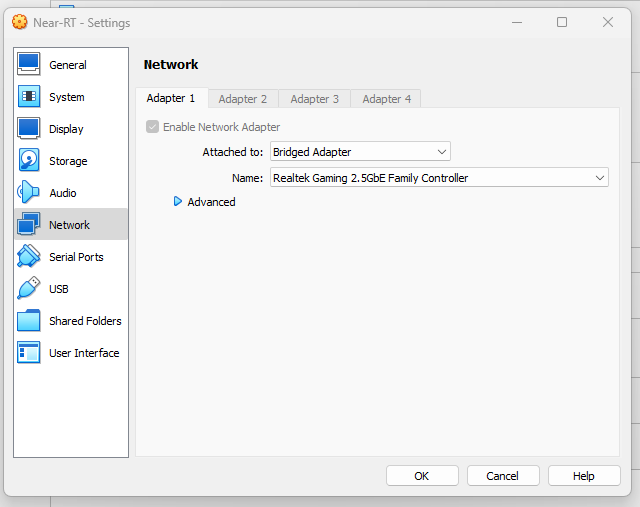 Near-RT - Settings
General
System
Display
Storage
Audio
Network
Serial Ports
USB
Shared Folders
User Interface
Network
Adapter 1 Adapter 2 Adapter 3 Adapter 4
Enable Network Adapter
Attached to: Bridged Adapter
Name: Realtek Gaming 2.5GbE Family Controller
Advanced
OK Cancel Help